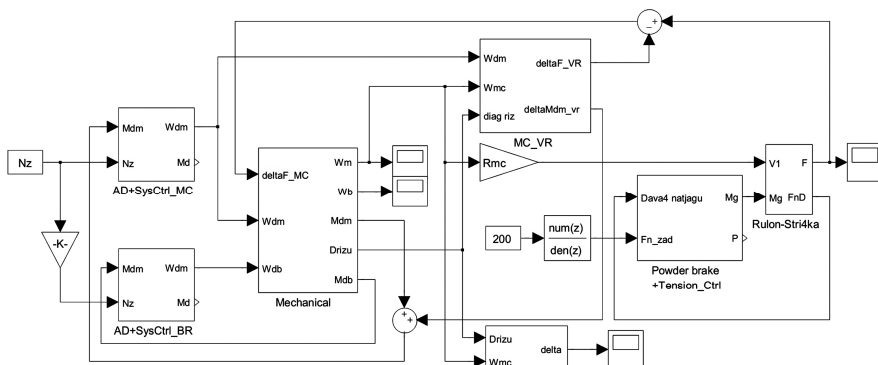 Nz
Mdm
Wdm
Nz
Md
AD+SysCtrl_MC
-K-
Mdm
Wdm
Nz
Md
AD+SysCtrl_BR
deltaF_MC
Wm
Wb
Wdm
Mdm
Drizu
Wdb
Mdb
Mechanical
Wdm
deltaF_VR
Wmc
deltaMdm_vr
diag riz
MC_VR
Rmc
200
num(z)
den(z)
Dava4 natjagu
Mg
Fn_zad
P
Powder brake
+Tension_Ctrl
V1
F
Mg
FnD
Rulon-Stri4ka
Drizu
delta
Wmc
−
+
+
+